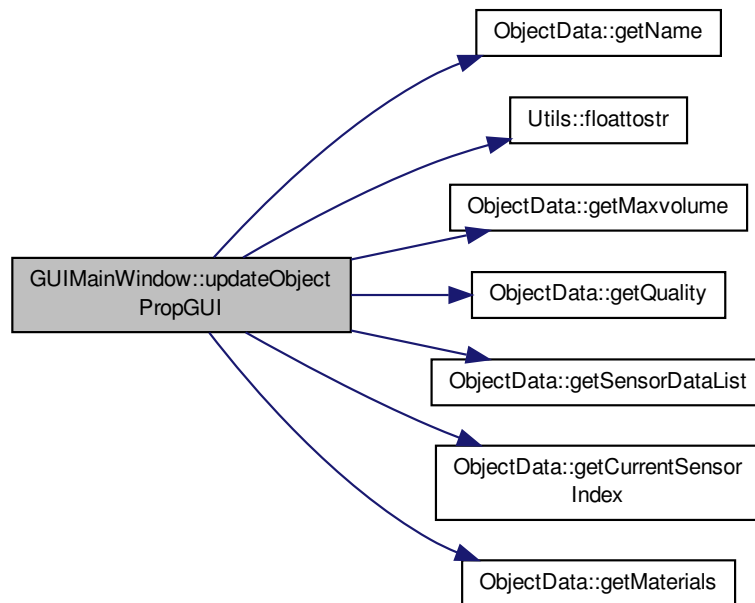 ObjectData::getName
Utils::floattostr
ObjectData::getMaxvolume
GUIMainWindow::updateObject
PropGUI
ObjectData::getQuality
ObjectData::getSensorDataList
ObjectData::getCurrentSensor
Index
ObjectData::getMaterials